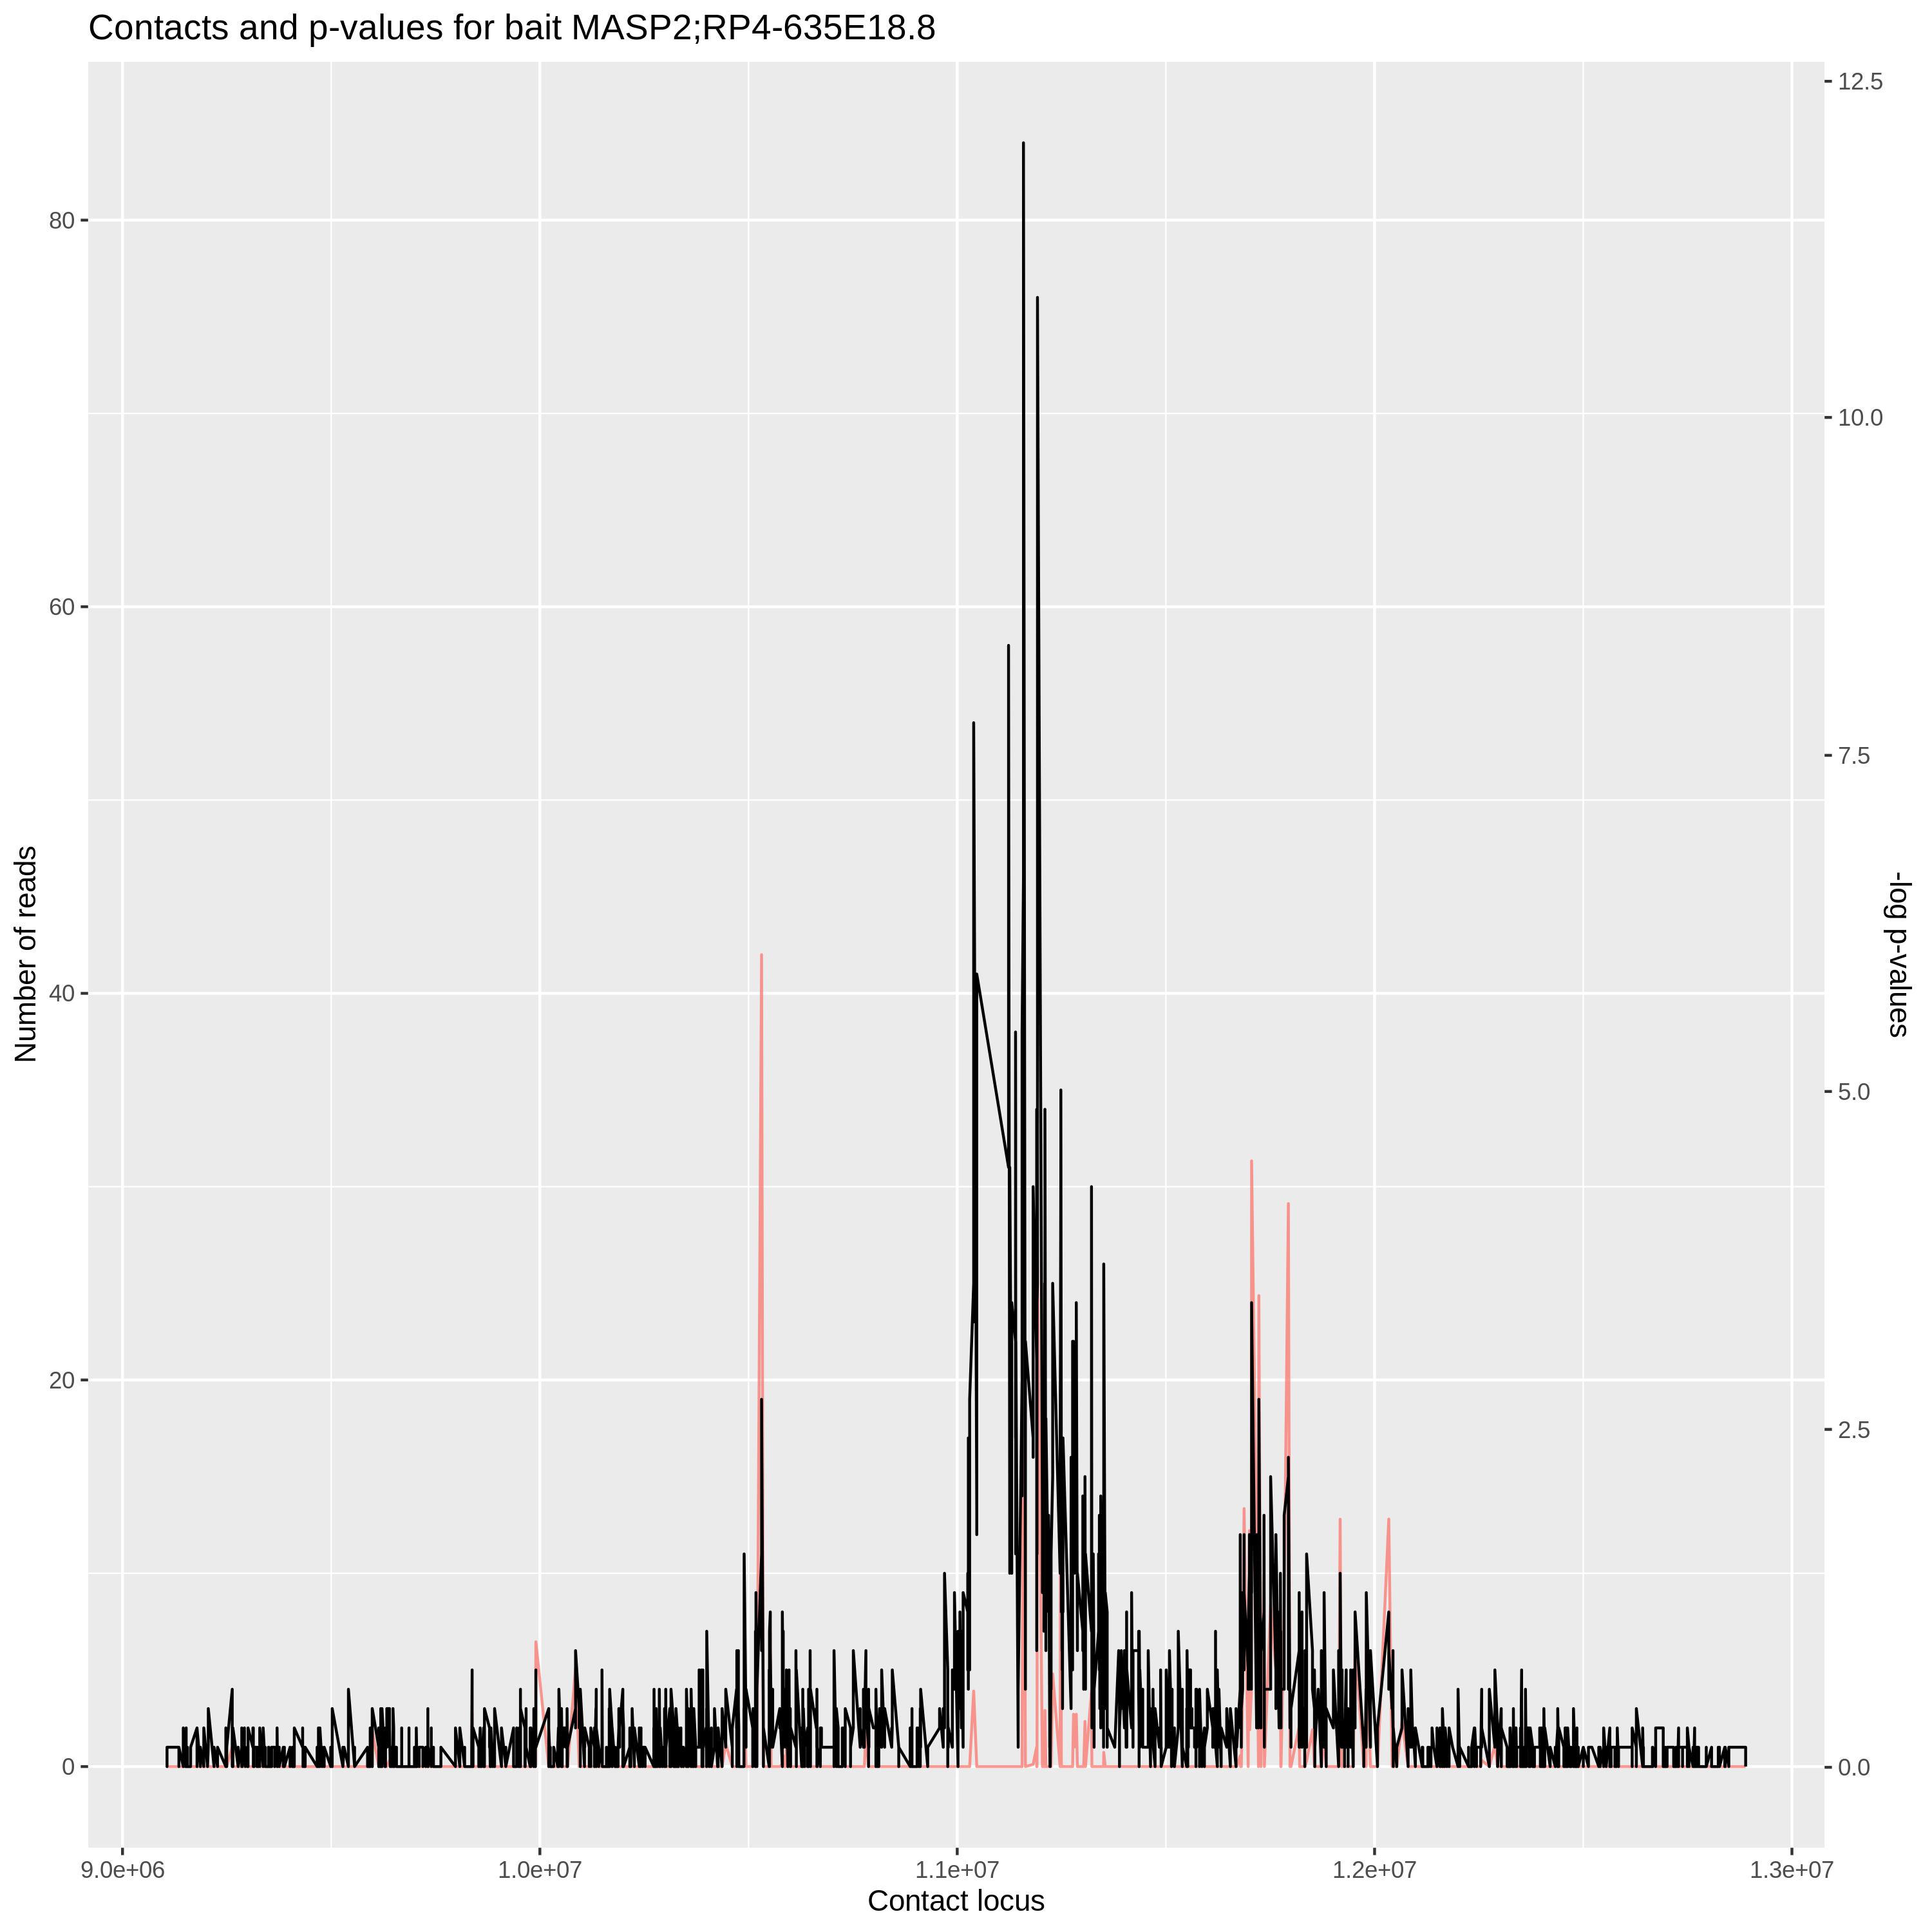 Contacts and p-values for bait MASP2;RP4-635E18.8
Number of reads
80
60
40
20
0
12.5
10.0
7.5
5.0
2.5
0.0
-log p-values
9.0e+06 1.0e+07 1.1e+07 1.2e+07 1.3e+07
Contact locus